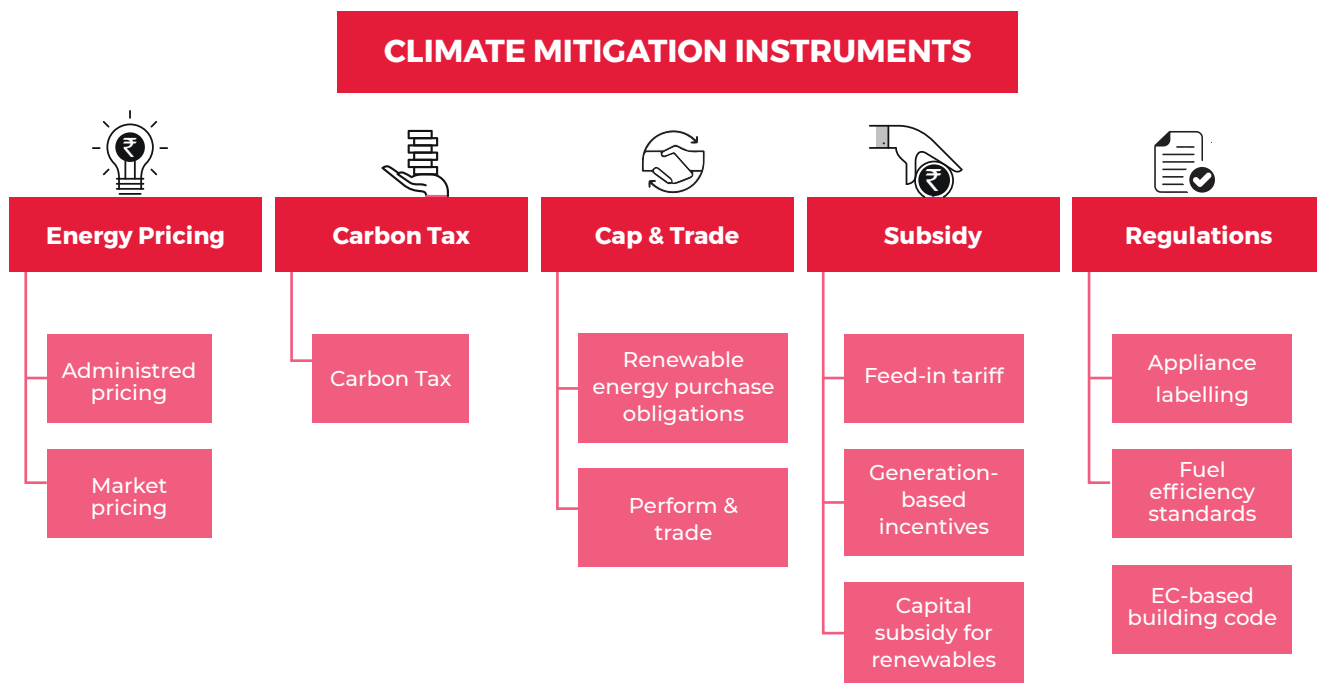 CLIMATE MITIGATION INSTRUMENTS
₹
₹
Energy Pricing
Carbon Tax
Cap & Trade
Subsidy
Regulations
Administred
pricing
Market
pricing
Carbon Tax
Renewable
energy purchase
obligations
Perform &
trade
Feed-in tariff
Generation-
based
incentives
Capital
subsidy for
renewables
Appliance
labelling
Fuel
efficiency
standards
EC-based
building code